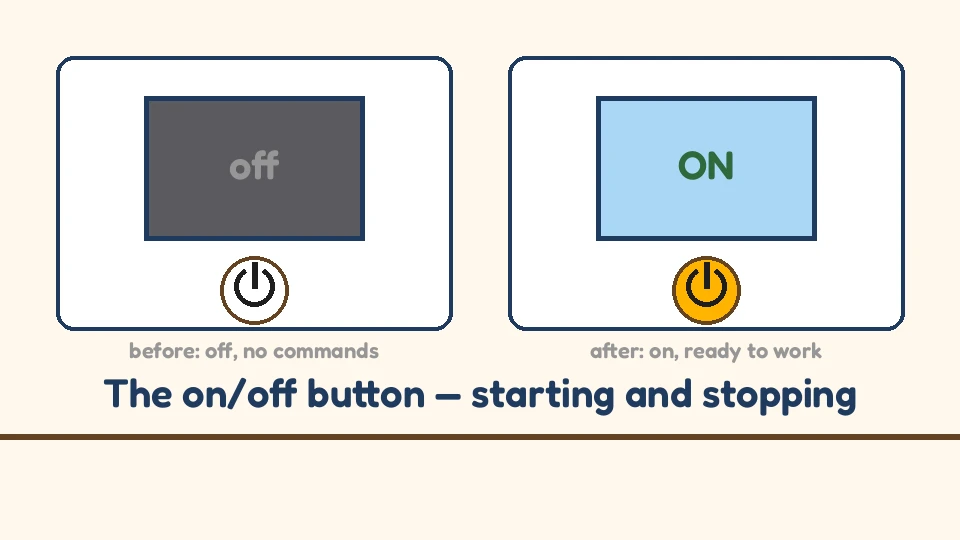 off
ON
before: off, no commands
after: on, ready to work
The on/off button — starting and stopping